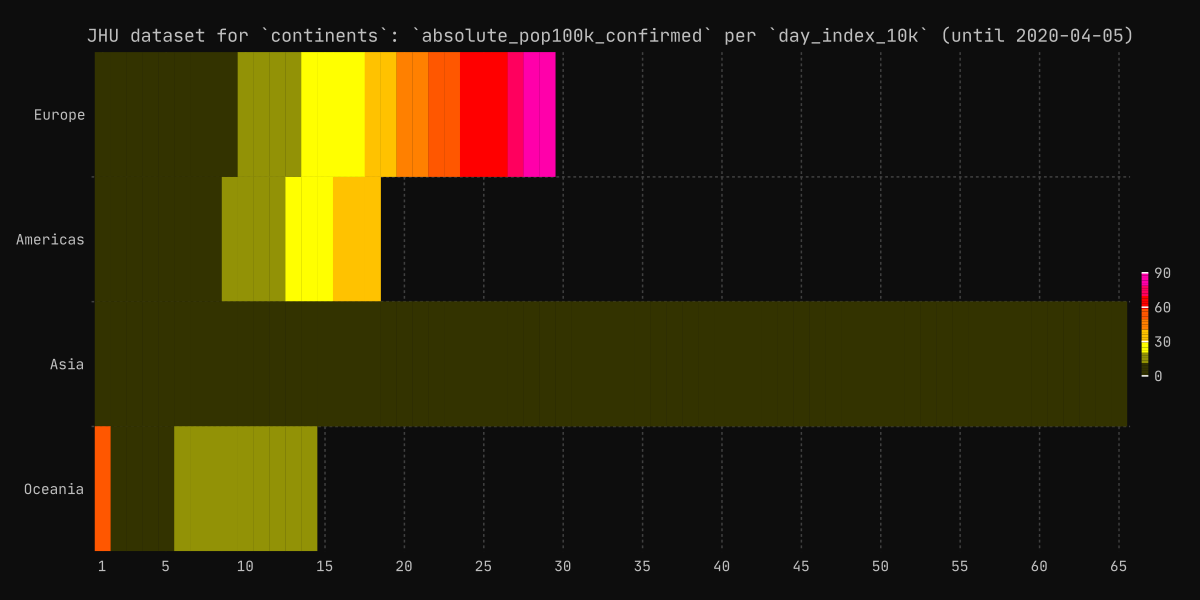 JHU dataset for `continents`: `absolute_pop100k_confirmed` per `day_index_10k` (until 2020-04-05)
Europe
Americas
Asia
Oceania
90
60
30
0
1 5 10 15 20 25 30 35 40 45 50 55 60 65